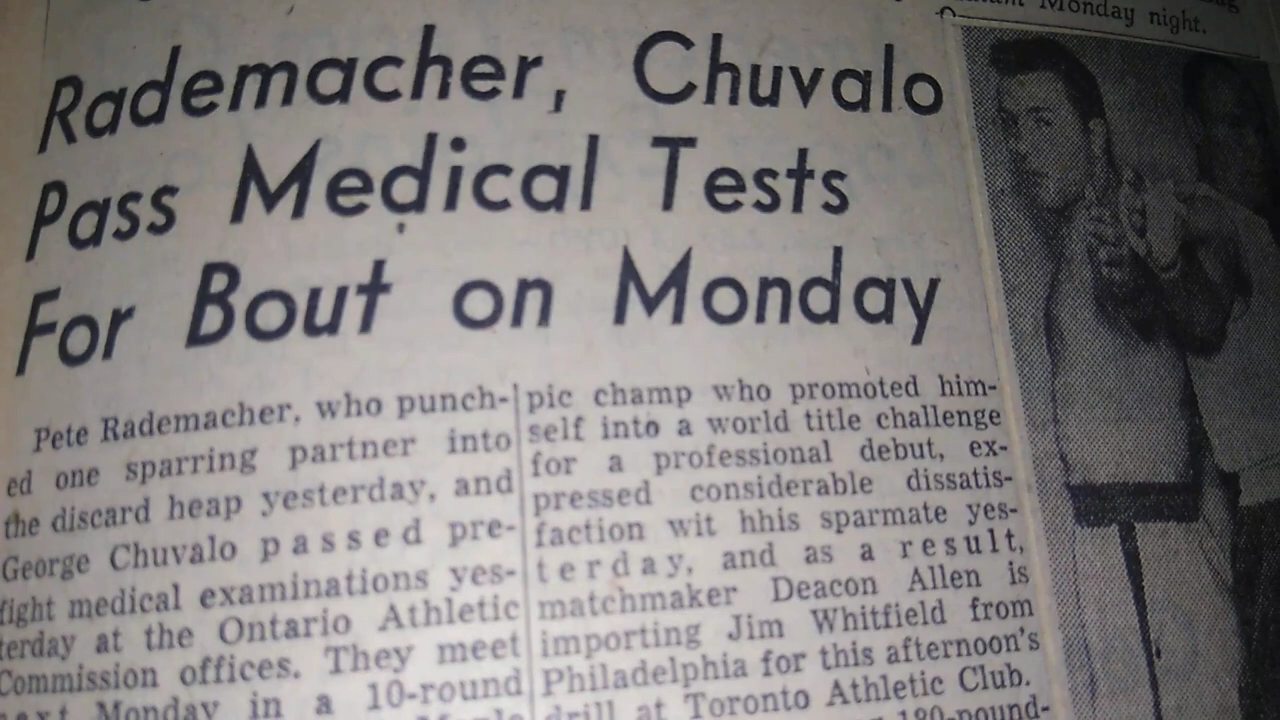 Monday night.
Rademacher, Chuvalo
Pass Medical Tests
For Bout on Monday
Pete Rademacher, who punch-
ed one sparring partner into
the discard heap yesterday, and
George Chuvalo passed pre-
fight medical examinations yes-
terday at the Ontario Athletic
Commission offices. They meet
next Monday in a 10-round
pic champ who promoted him-
self into a world title challenge
for a professional debut, ex-
pressed considerable dissatis-
faction wit hhis sparmate yes-
terday, and as a result,
matchmaker Deacon Allen is
importing Jim Whitfield from
Philadelphia for this afternoon's
drill at Toronto Athletic Club.
180-pound-